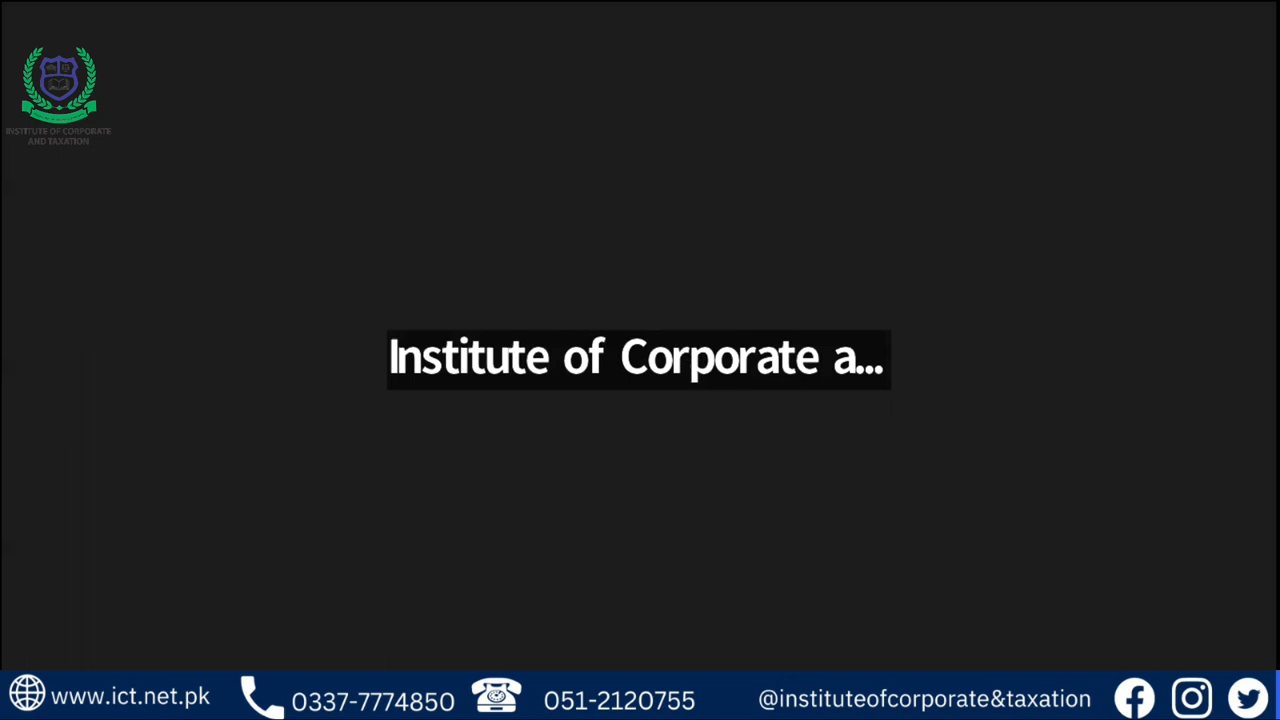 INSTITUTE OF CORPORATE
AND TAXATION
Institute of Corporate a...
www.ict.net.pk
0337-7774850
051-2120755
@instituteofcorporate&taxation